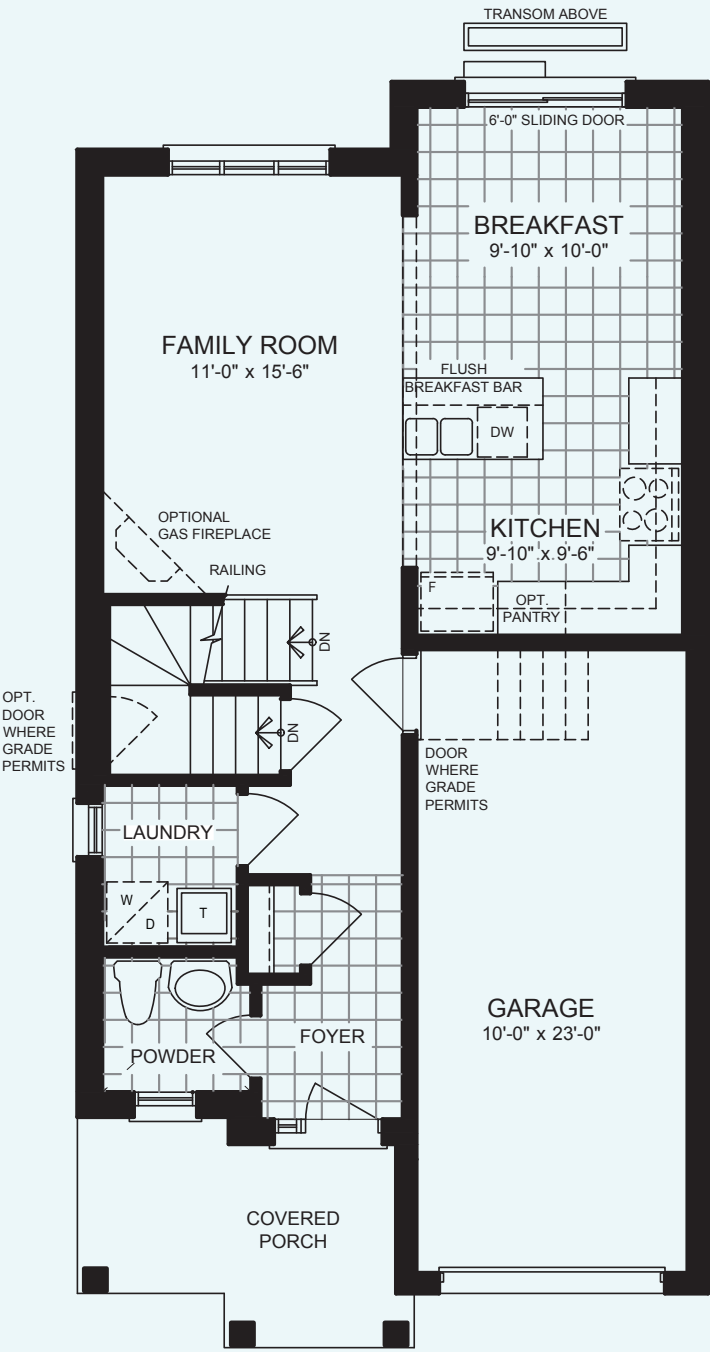 TRANSOM ABOVE
6'-0" SLIDING DOOR
BREAKFAST
9'-10" x 10'-0"
FAMILY ROOM
11'-0" x 15'-6"
FLUSH
BREAKFAST BAR
DW
OPTIONAL
GAS FIREPLACE
KITCHEN
9'-10" x 9'-6"
RAILING
F
OPT.
PANTRY
DN
OPT.
DOOR
WHERE
GRADE
PERMITS
DN
DOOR
WHERE
GRADE
PERMITS
LAUNDRY
W
D
T
GARAGE
10'-0" x 23'-0"
FOYER
POWDER
COVERED
PORCH